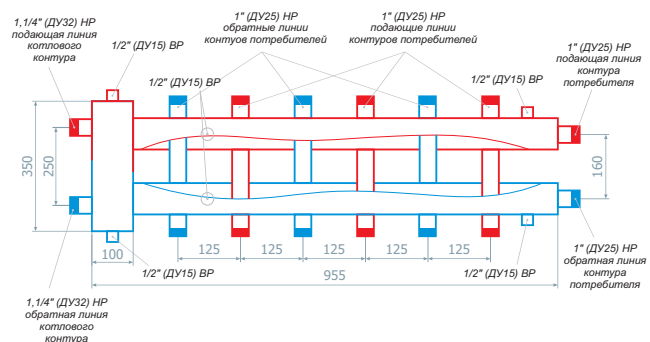 1,1/4" (ДУ32) НР
подающая линия
котлового
контура
1/2" (ДУ15) ВР
1" (ДУ25) НР
обратные линии
контуов потребителей
1" (ДУ25) НР
подающие линии
контуров потребителей
1/2" (ДУ15) ВР
1/2" (ДУ15) ВР
1" (ДУ25) НР
подающая линия
контура
потребителя
350
250
160
100
125
125
125
125
125
955
1/2" (ДУ15) ВР
1/2" (ДУ15) ВР
1,1/4" (ДУ32) НР
обратная линия
котлового
контура
1" (ДУ25) НР
обратная линия
контура
потребителя